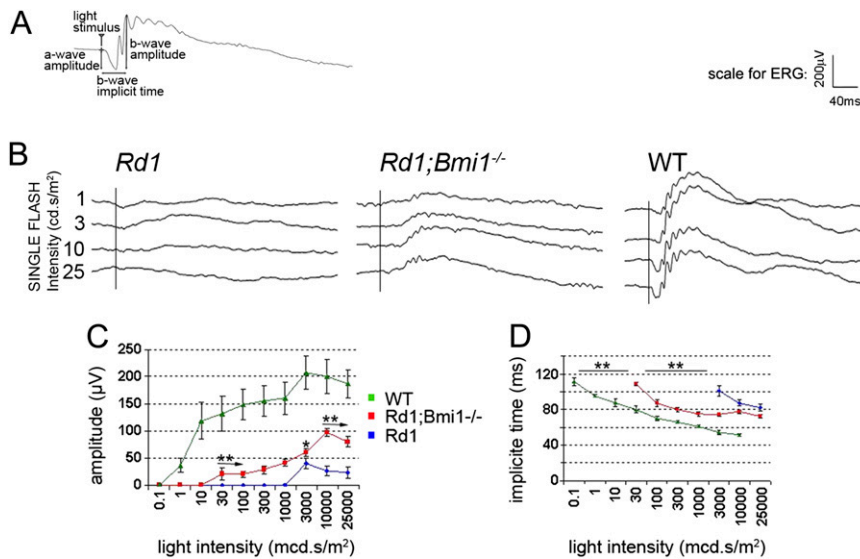 A
light
stimulus
a-wave
amplitude
b-wave
amplitude
b-wave
implicit time
scale for ERG:
200µV
40ms
B
Rd1
Rd1;Bmi1-/-
WT
SINGLE FLASH
Intensity (cd.s/m²)
1
3
10
25
C
amplitude (µV)
250
200
150
100
50
0
**
*
**
0.1
1
10
30
100
300
1000
3000
10000
25000
light intensity (mcd.s/m²)
WT
Rd1;Bmi1-/-
Rd1
D
implicite time (ms)
120
80
40
0
**
**
0.1
1
10
30
100
300
1000
3000
10000
25000
light intensity (mcd.s/m²)